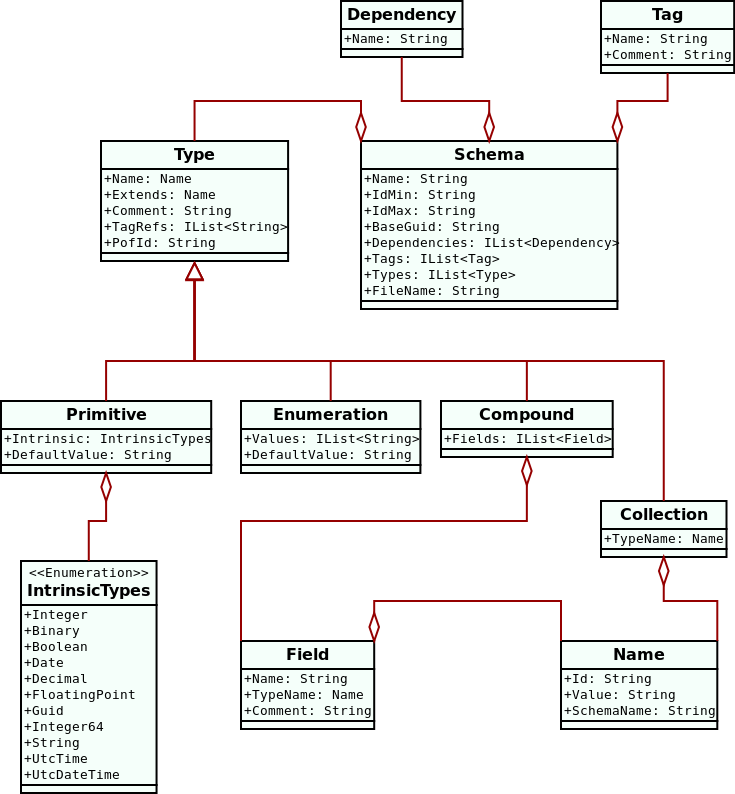 Dependency
+Name: String
Tag
+Name: String
+Comment: String
Type
+Name: Name
+Extends: Name
+Comment: String
+TagRefs: IList<String>
+PofId: String
Schema
+Name: String
+IdMin: String
+IdMax: String
+BaseGuid: String
+Dependencies: IList<Dependency>
+Tags: IList<Tag>
+Types: IList<Type>
+FileName: String
Primitive
+Intrinsic: IntrinsicTypes
+DefaultValue: String
Enumeration
+Values: IList<String>
+DefaultValue: String
Compound
+Fields: IList<Field>
Collection
+TypeName: Name
<<Enumeration>>
IntrinsicTypes
+Integer
+Binary
+Boolean
+Date
+Decimal
+FloatingPoint
+Guid
+Integer64
+String
+UtcTime
+UtcDateTime
Field
+Name: String
+TypeName: Name
+Comment: String
Name
+Id: String
+Value: String
+SchemaName: String